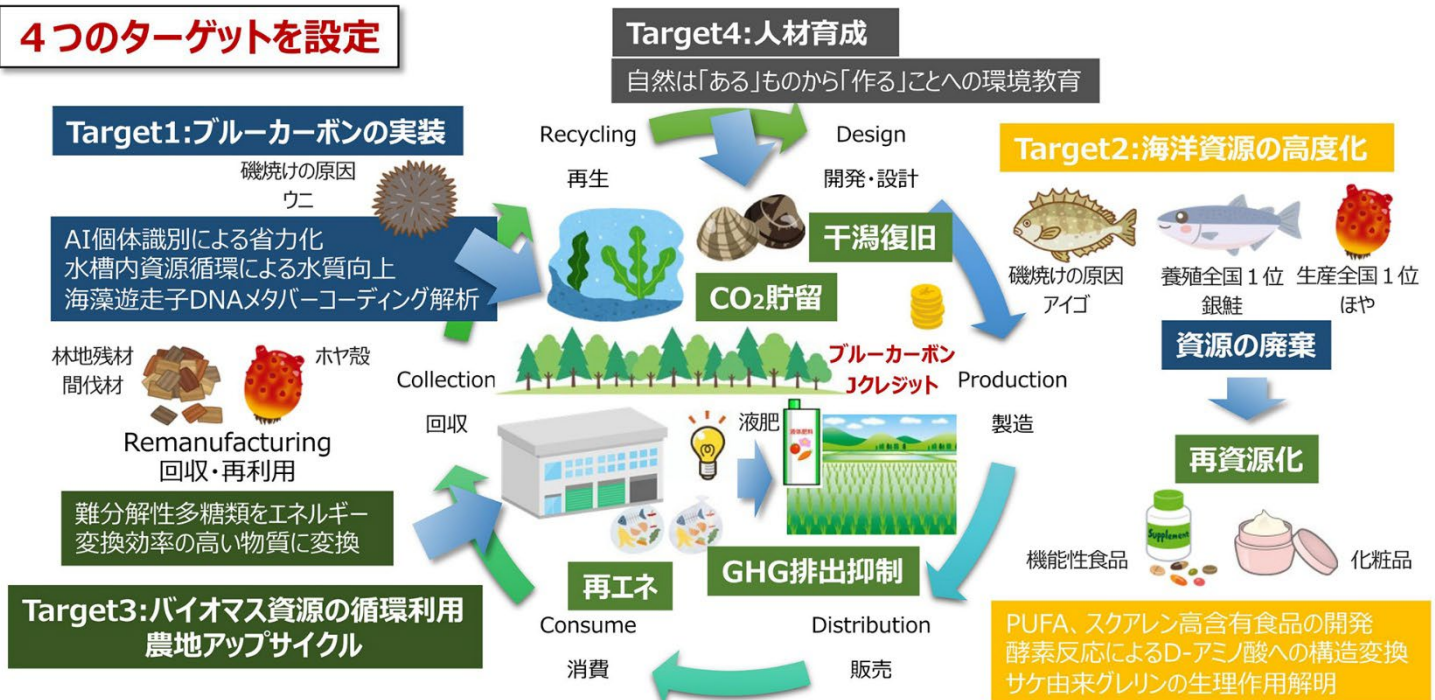 ４つのターゲットを設定
Target4:人材育成
自然は「ある」ものから「作る」ことへの環境教育
Target1:ブルーカーボンの実装
磯焼けの原因
ウニ
AI個体識別による省力化
水槽内資源循環による水質向上
海藻遊走子DNAメタバーコーディング解析
Recycling
再生
Design
開発・設計
干潟復旧
CO₂貯留
Target2:海洋資源の高度化
磯焼けの原因
アイゴ
養殖全国１位
銀鮭
生産全国１位
ほや
資源の廃棄
再資源化
Supplement
機能性食品
化粧品
PUFA、スクアレン高含有食品の開発
酵素反応によるD-アミノ酸への構造変換
サケ由来グレリンの生理作用解明
林地残材
間伐材
ホヤ殻
Remanufacturing
回収・再利用
難分解性多糖類をエネルギー
変換効率の高い物質に変換
Target3:バイオマス資源の循環利用
農地アップサイクル
Collection
回収
ブルーカーボン
Jクレジット
Production
製造
液肥
液体肥料
再エネ
GHG排出抑制
Consume
消費
Distribution
販売